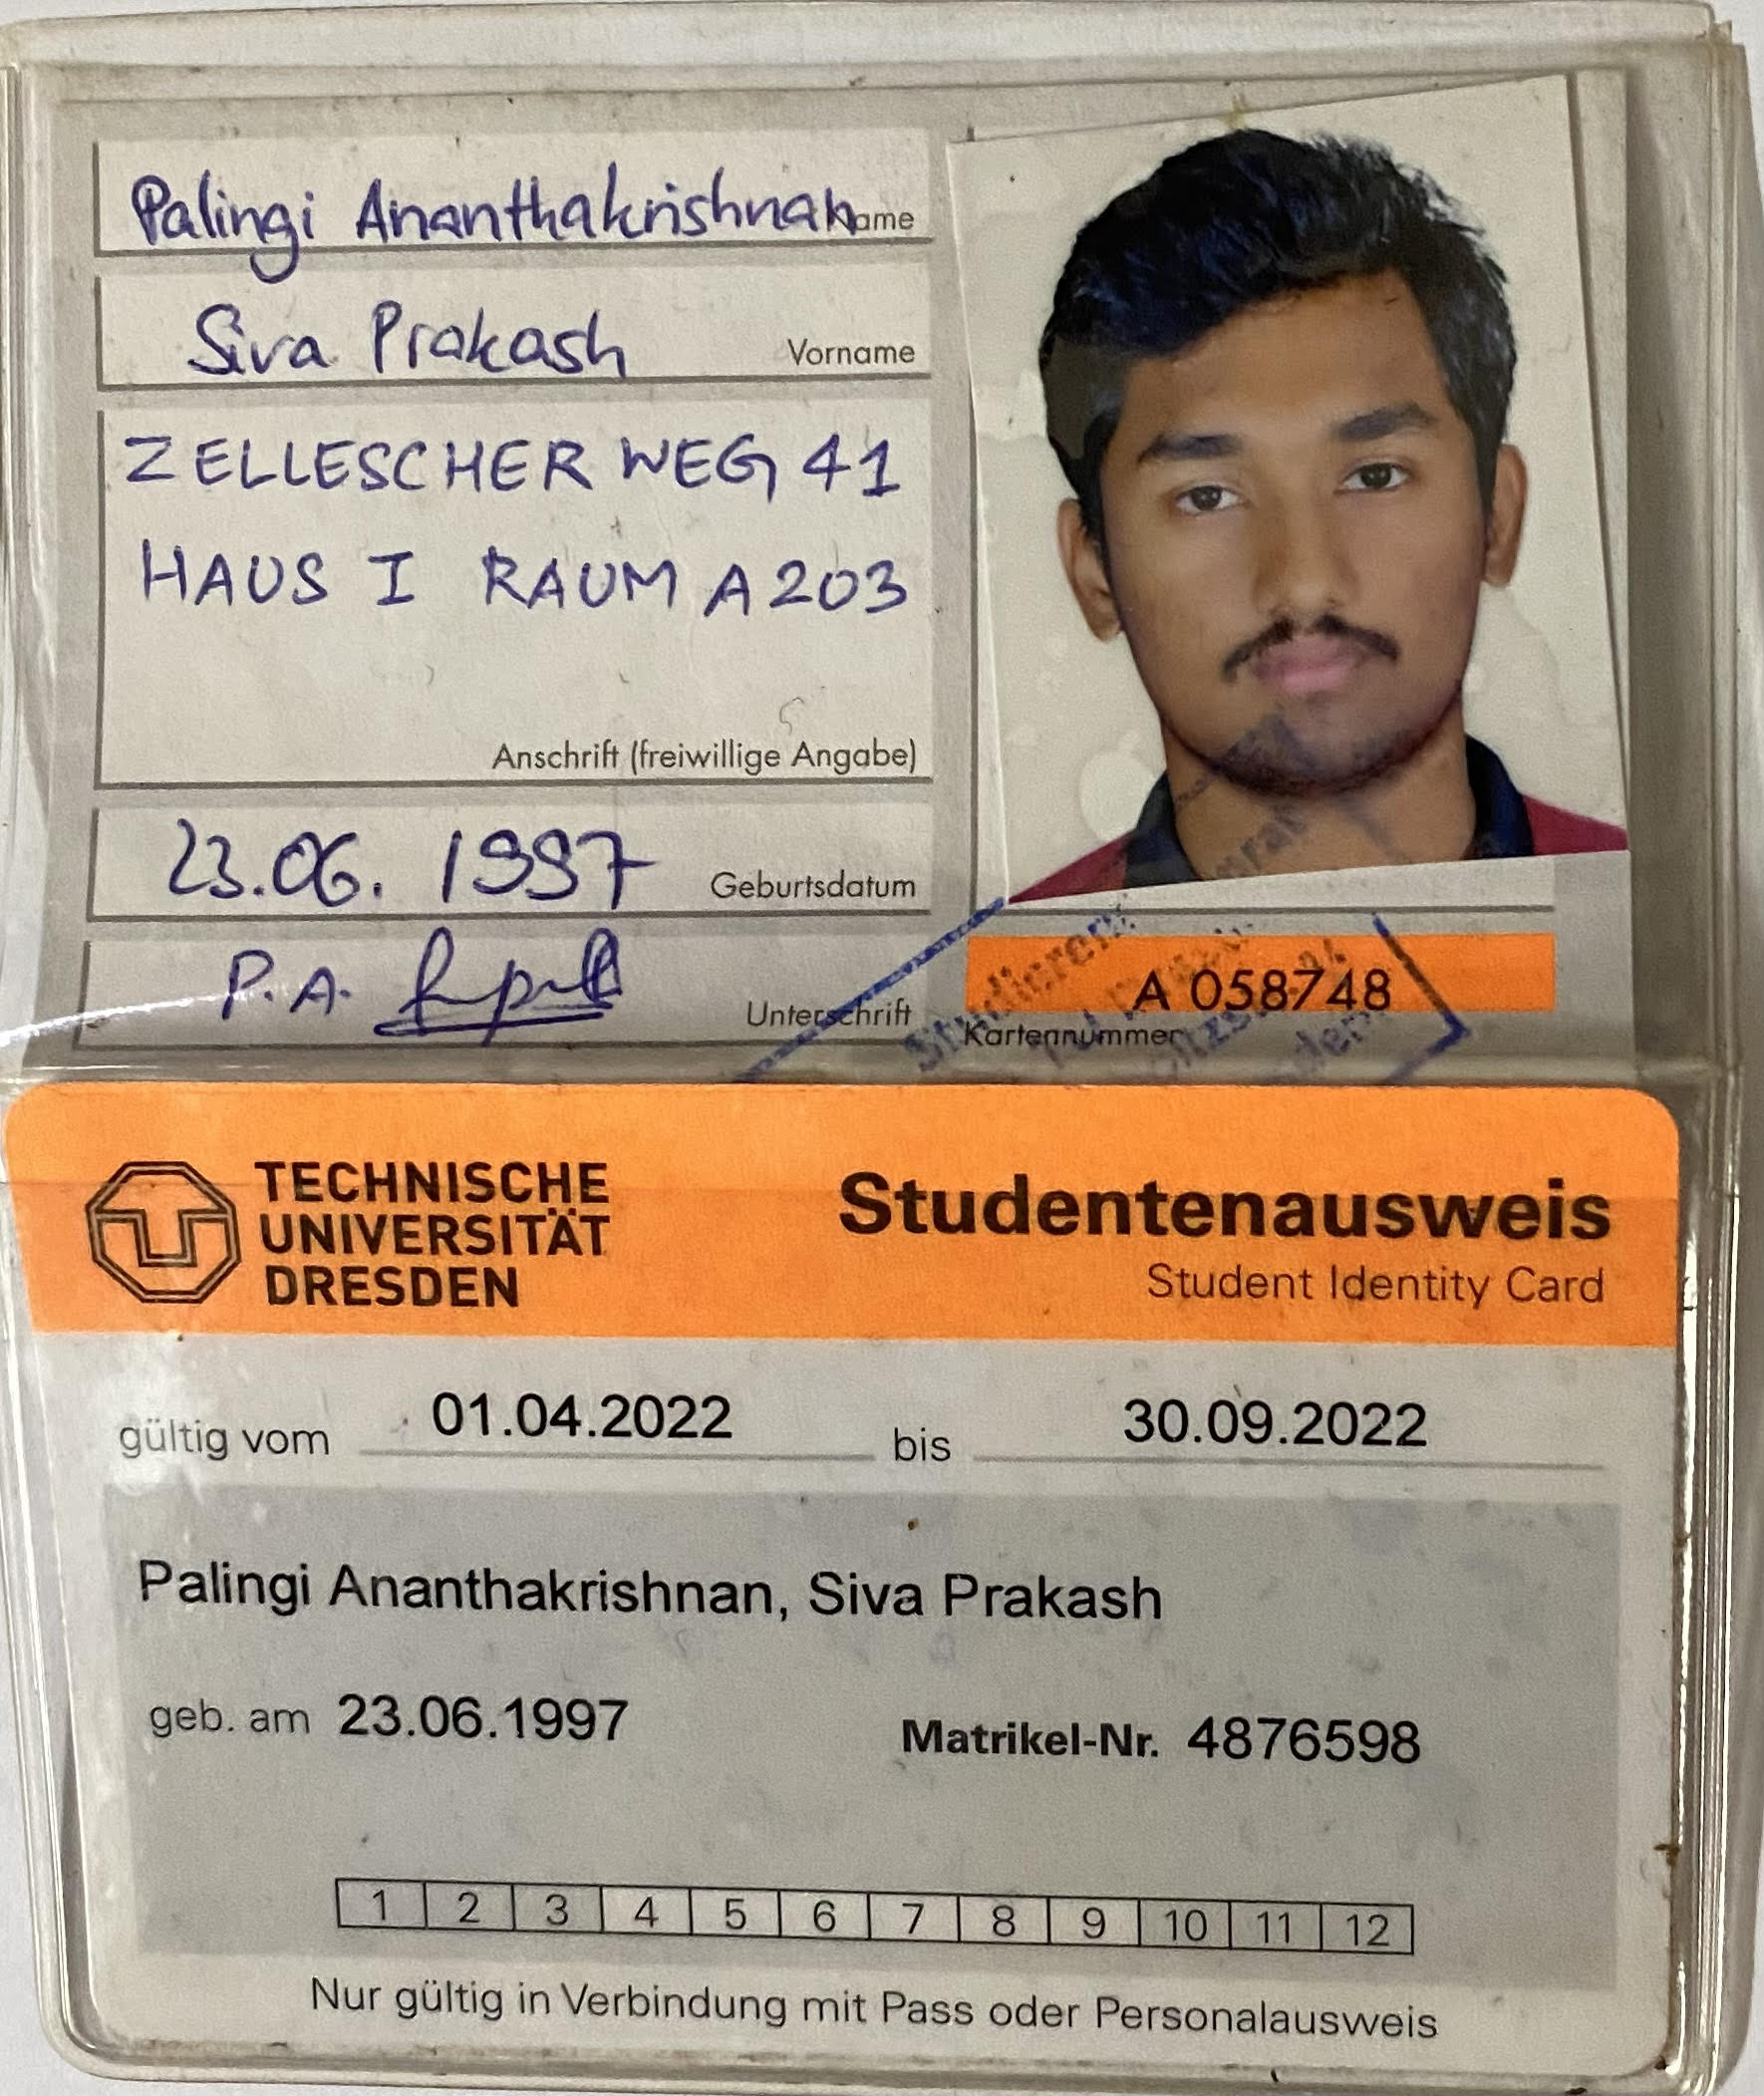 Palingi Ananthakrishnan Name
Siva Prakash Vorname
ZELLESCHER WEG 41
HAUS I RAUM A203
Anschrift (freiwillige Angabe)
23.06.1997 Geburtsdatum
P.A. Unterschrift
A 058748
Kartennummer
TECHNISCHE
UNIVERSITÄT
DRESDEN
Studentenausweis
Student Identity Card
gültig vom 01.04.2022 bis 30.09.2022
Palingi Ananthakrishnan, Siva Prakash
geb. am 23.06.1997 Matrikel-Nr. 4876598
1 2 3 4 5 6 7 8 9 10 11 12
Nur gültig in Verbindung mit Pass oder Personalausweis